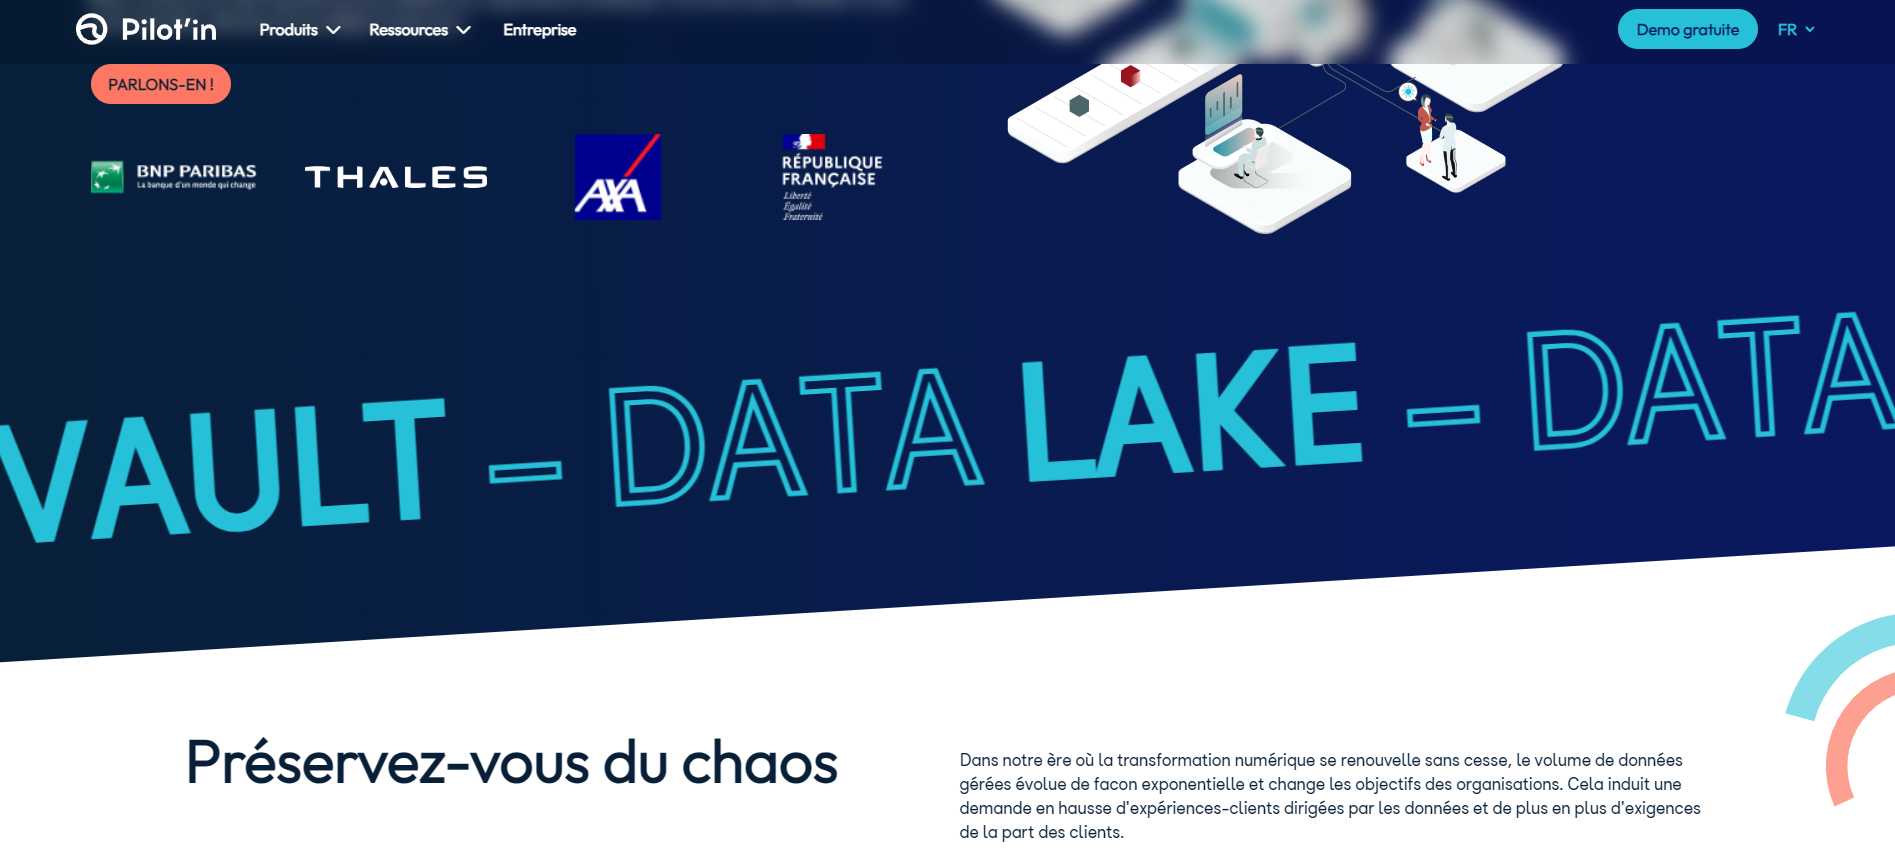 Pilot'in
Produits
Ressources
Entreprise
Demo gratuite
FR
PARLONS-EN !
BNP PARIBAS
La banque d'un monde qui change
THALES
AXA
RÉPUBLIQUE
FRANÇAISE
Liberté
Égalité
Fraternité
VAULT – DATA LAKE – DATA
Préservez-vous du chaos
Dans notre ère où la transformation numérique se renouvelle sans cesse, le volume de données
gérées évolue de facon exponentielle et change les objectifs des organisations. Cela induit une
demande en hausse d'expériences-clients dirigées par les données et de plus en plus d'exigences
de la part des clients.